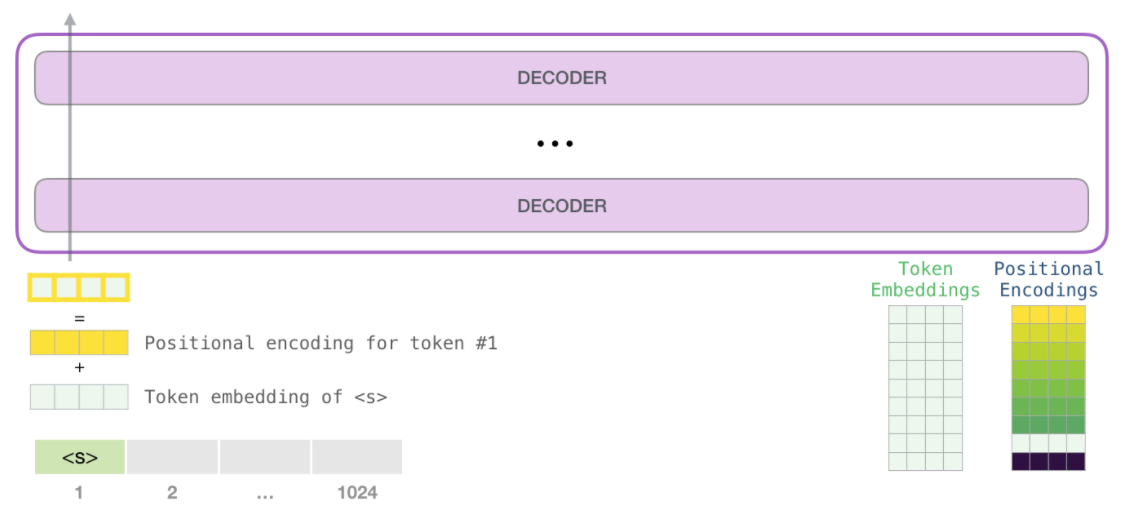 DECODER
...
DECODER
Token Embeddings
Positional Encodings
=
Positional encoding for token #1
+
Token embedding of <s>
<s>
1 2 ... 1024